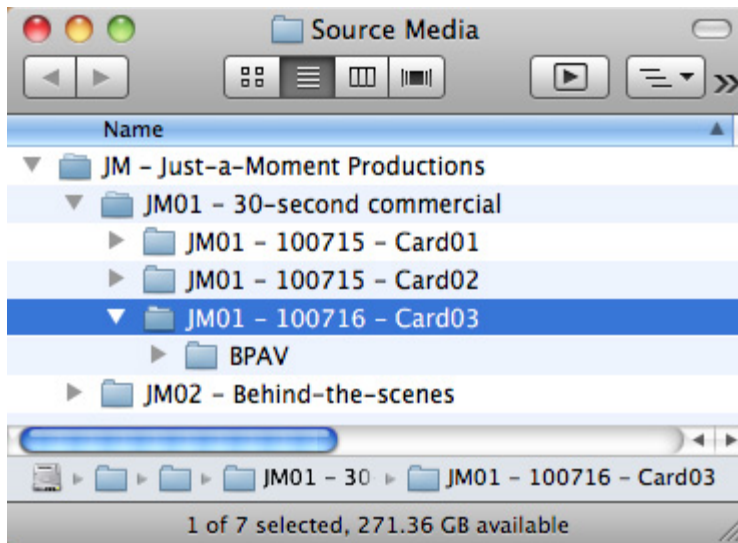 Source Media
Name
JM – Just-a-Moment Productions
JM01 – 30-second commercial
JM01 – 100715 – Card01
JM01 – 100715 – Card02
JM01 – 100716 – Card03
BPAV
JM02 – Behind-the-scenes
JM01 – 30 JM01 – 100716 – Card03
1 of 7 selected, 271.36 GB available